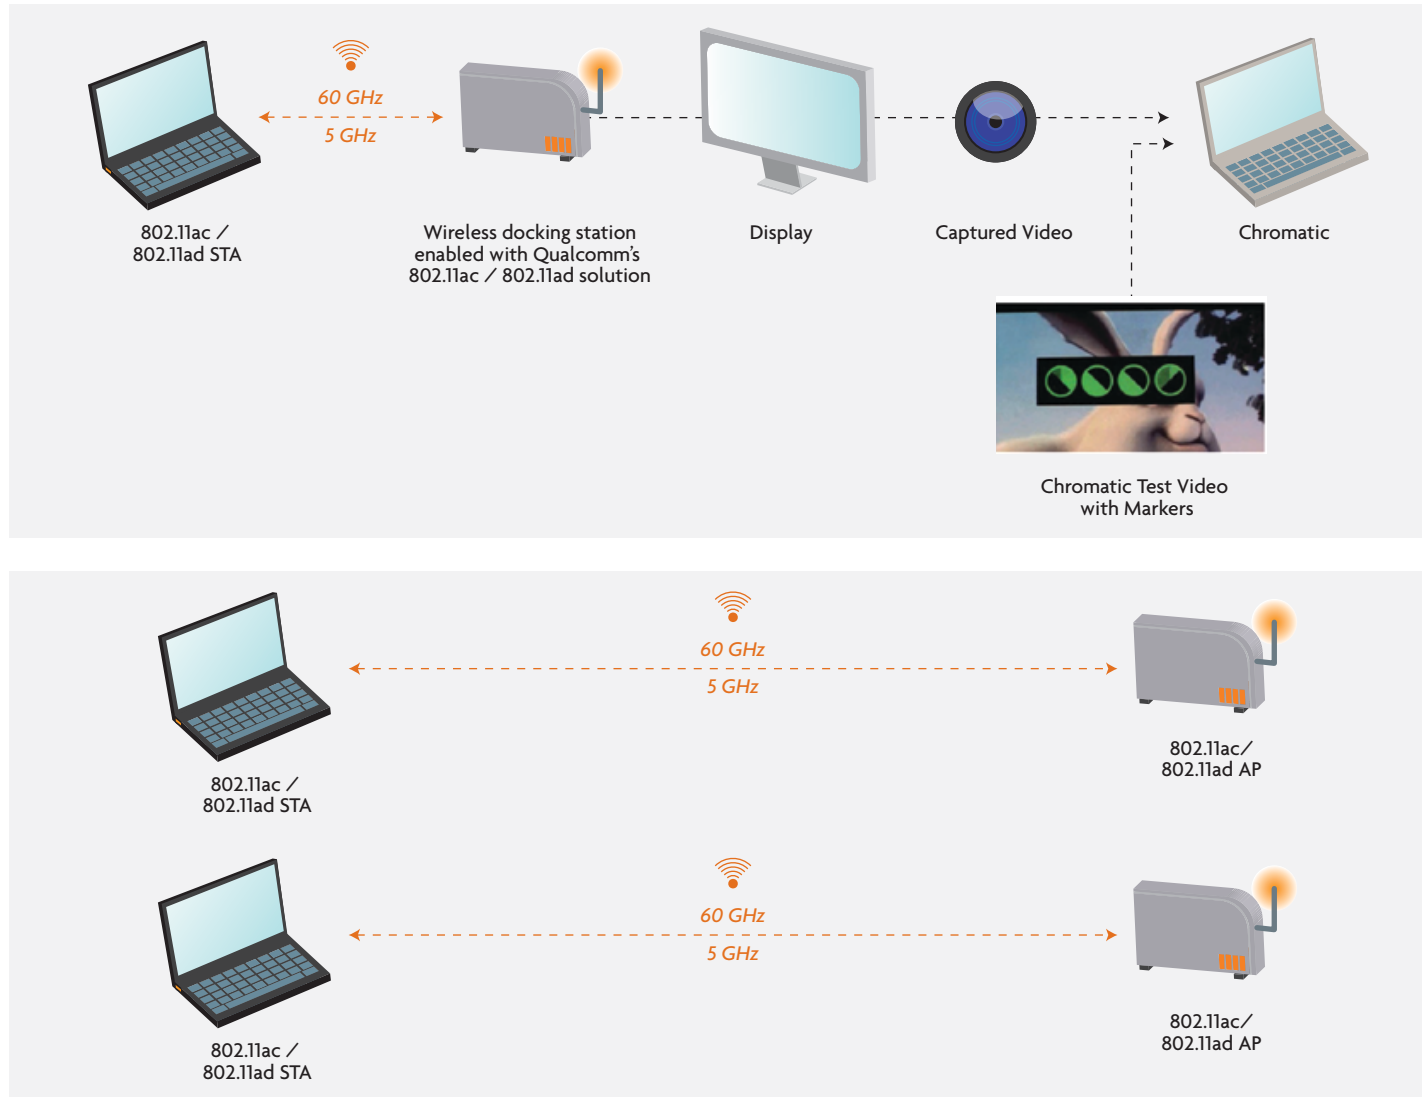 60 GHz
5 GHz
802.11ac /
802.11ad STA
Wireless docking station
enabled with Qualcomm's
802.11ac / 802.11ad solution
Display
Captured Video
Chromatic
Chromatic Test Video
with Markers
60 GHz
5 GHz
802.11ac /
802.11ad STA
802.11ac/
802.11ad AP
60 GHz
5 GHz
802.11ac /
802.11ad STA
802.11ac/
802.11ad AP